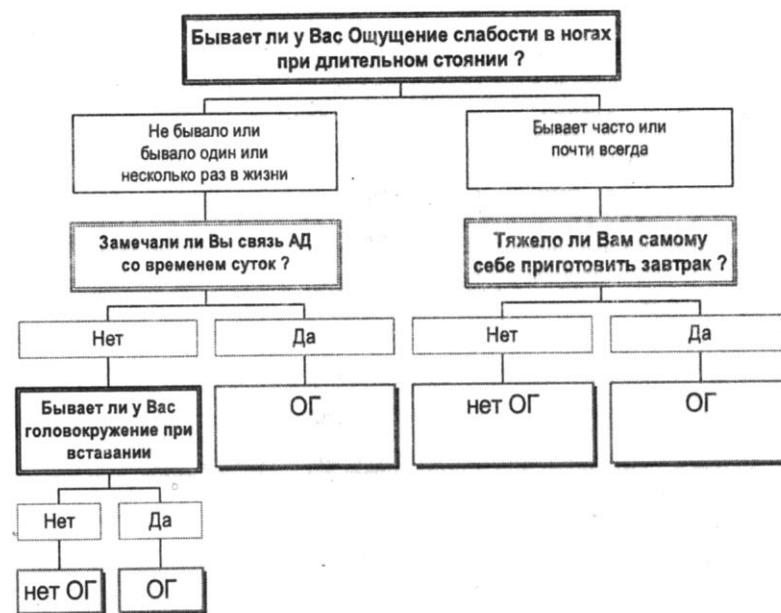 Бывает ли у Вас Ощущение слабости в ногах
при длительном стоянии ?
Не бывало или
бывало один или
несколько раз в жизни
Бывает часто или
почти всегда
Замечали ли Вы связь АД
со временем суток ?
Тяжело ли Вам самому
себе приготовить завтрак ?
Нет
Да
Нет
Да
Бывает ли у Вас
головокружение при
вставании
ОГ
нет ОГ
ОГ
Нет
Да
нет ОГ
ОГ